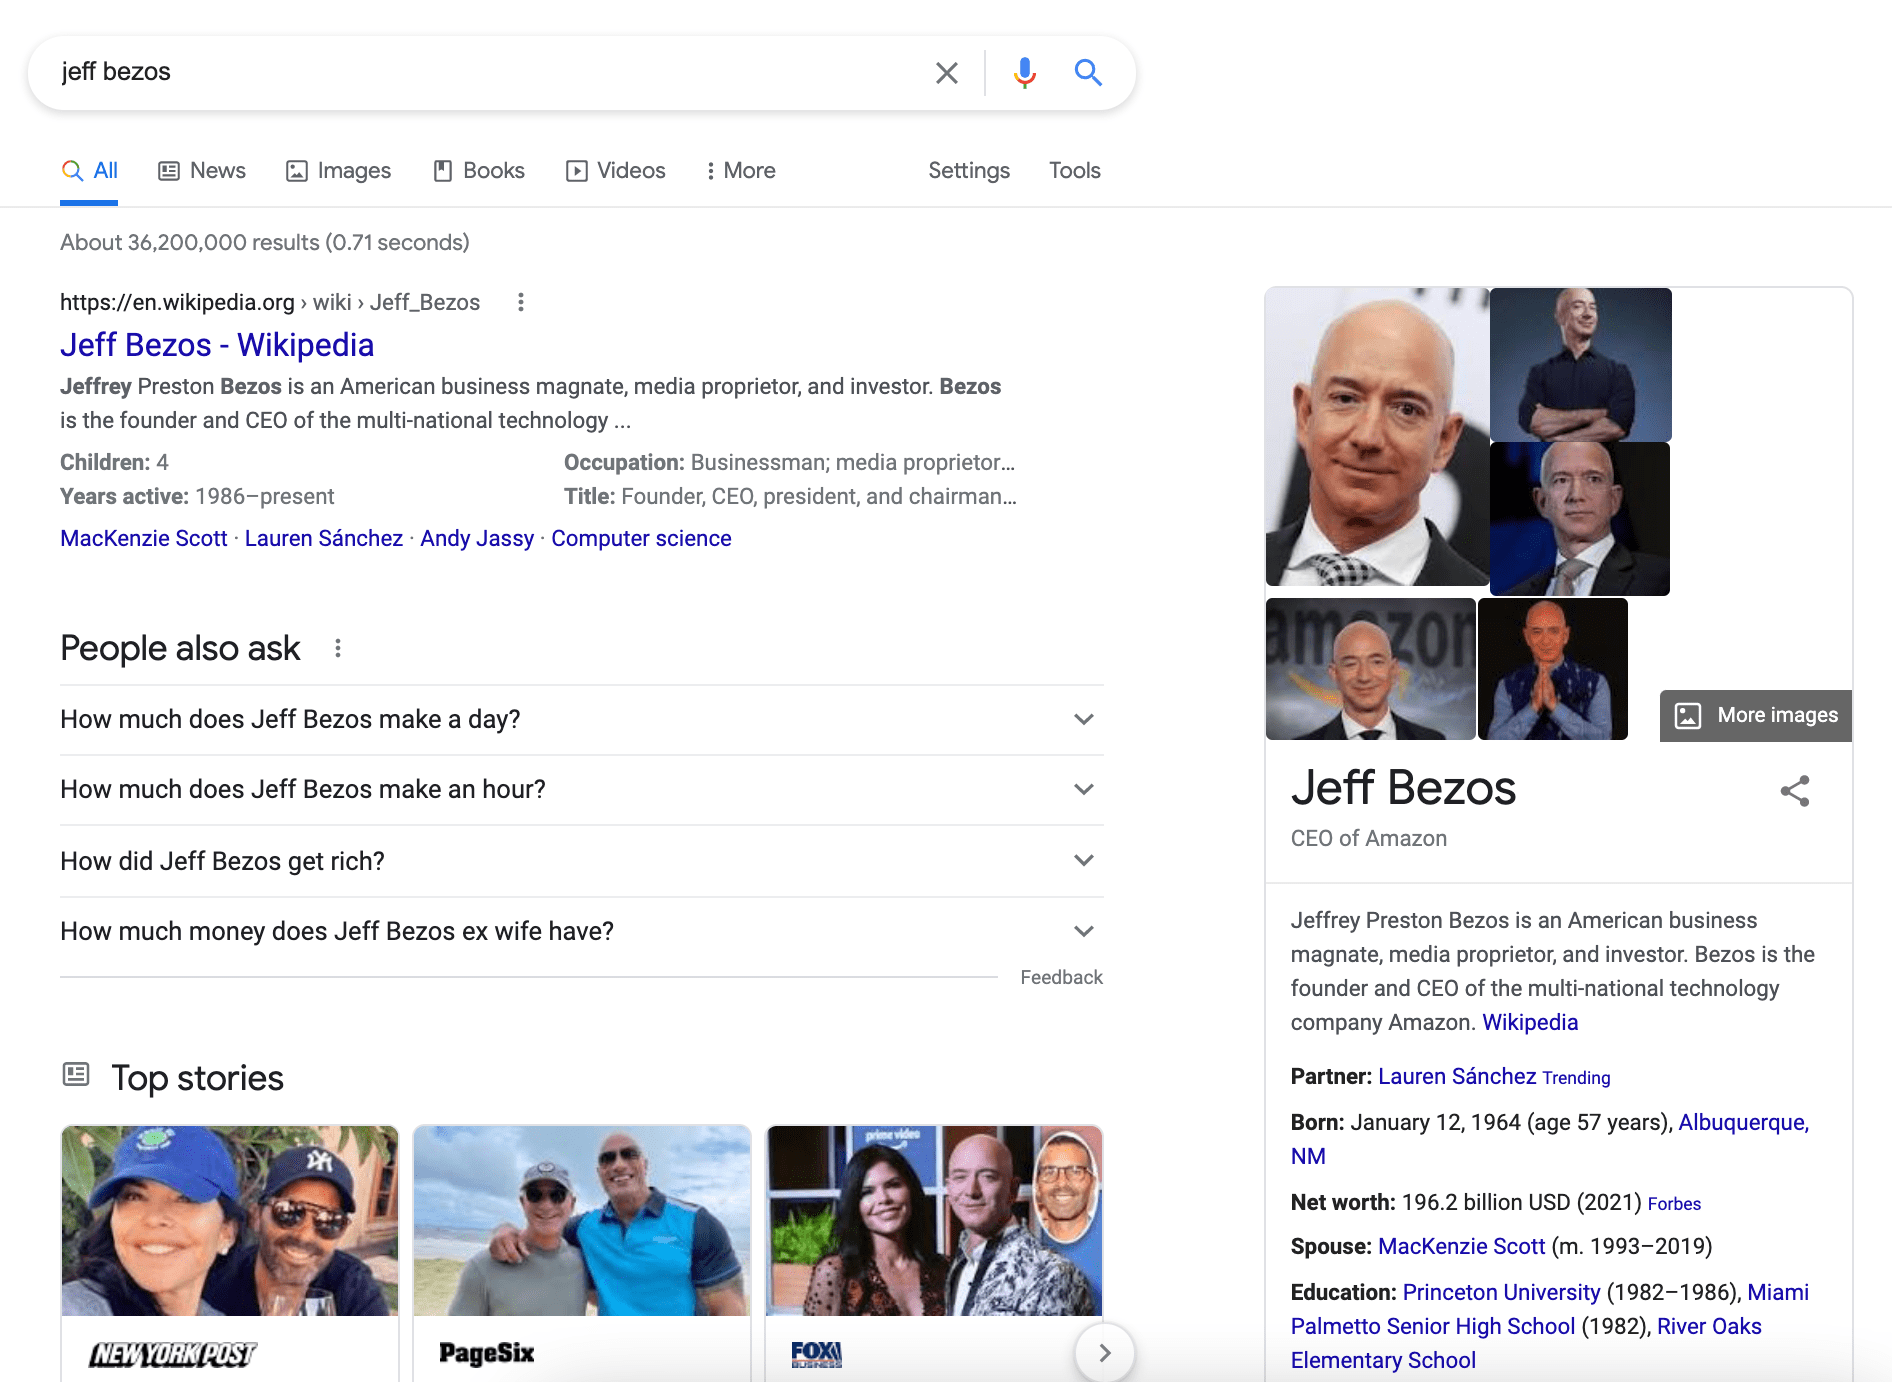 jeff bezos
All
News
Images
Books
Videos
More
Settings
Tools
About 36,200,000 results (0.71 seconds)
https://en.wikipedia.org › wiki › Jeff_Bezos
Jeff Bezos - Wikipedia
Jeffrey Preston Bezos is an American business magnate, media proprietor, and investor. Bezos
is the founder and CEO of the multi-national technology ...
Children: 4
Occupation: Businessman; media proprietor...
Years active: 1986–present
Title: Founder, CEO, president, and chairman...
MacKenzie Scott · Lauren Sánchez · Andy Jassy · Computer science
People also ask
How much does Jeff Bezos make a day?
How much does Jeff Bezos make an hour?
How did Jeff Bezos get rich?
How much money does Jeff Bezos ex wife have?
Feedback
Top stories
prime video
NEW YORK POST
PageSix
FOX
BUSINESS
amazon
More images
Jeff Bezos
CEO of Amazon
Jeffrey Preston Bezos is an American business
magnate, media proprietor, and investor. Bezos is the
founder and CEO of the multi-national technology
company Amazon. Wikipedia
Partner: Lauren Sánchez Trending
Born: January 12, 1964 (age 57 years), Albuquerque,
NM
Net worth: 196.2 billion USD (2021) Forbes
Spouse: MacKenzie Scott (m. 1993–2019)
Education: Princeton University (1982–1986), Miami
Palmetto Senior High School (1982), River Oaks
Elementary School